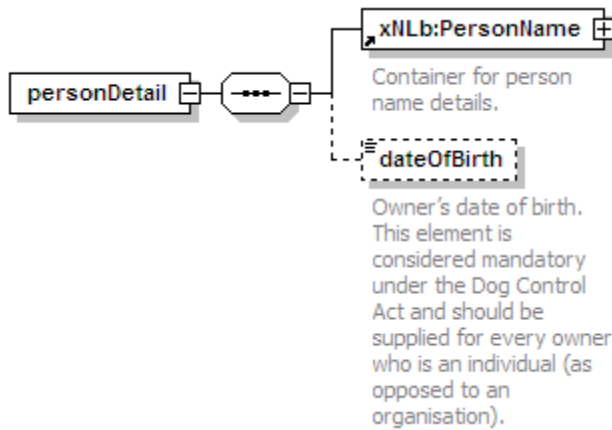 xNLb:PersonName
Container for person
name details.
personDetail
dateOfBirth
Owner's date of birth.
This element is
considered mandatory
under the Dog Control
Act and should be
supplied for every owner
who is an individual (as
opposed to an
organisation).